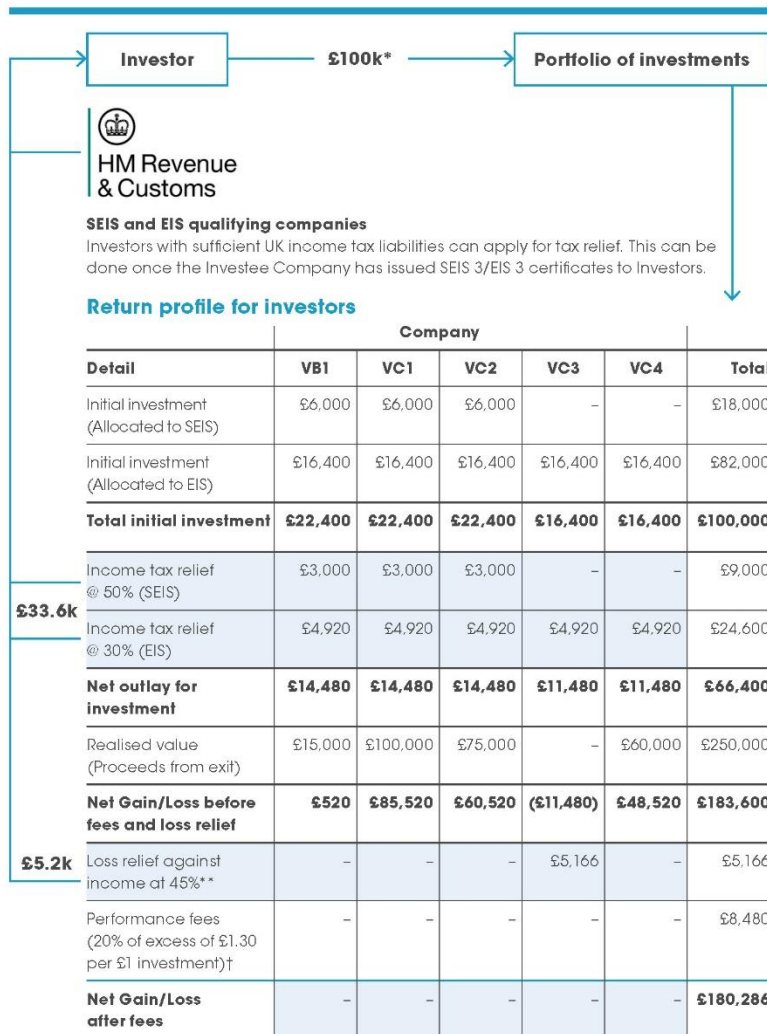 Investor £100k* Portfolio of investments
HM Revenue
& Customs
SEIS and EIS qualifying companies
Investors with sufficient UK income tax liabilities can apply for tax relief. This can be
done once the Investee Company has issued SEIS 3/EIS 3 certificates to Investors.
Return profile for investors
Company
Detail VB1 VC1 VC2 VC3 VC4 Total
Initial investment £6,000 £6,000 £6,000 – – £18,000
(Allocated to SEIS)
Initial investment £16,400 £16,400 £16,400 £16,400 £16,400 £82,000
(Allocated to EIS)
Total initial investment £22,400 £22,400 £22,400 £16,400 £16,400 £100,000
Income tax relief £3,000 £3,000 £3,000 – – £9,000
@ 50% (SEIS)
£33.6k
Income tax relief £4,920 £4,920 £4,920 £4,920 £4,920 £24,600
@ 30% (EIS)
Net outlay for £14,480 £14,480 £14,480 £11,480 £11,480 £66,400
investment
Realised value £15,000 £100,000 £75,000 – £60,000 £250,000
(Proceeds from exit)
Net Gain/Loss before £520 £85,520 £60,520 (£11,480) £48,520 £183,600
fees and loss relief
£5.2k Loss relief against – – – £5,166 – £5,166
income at 45%**
Performance fees – – – – – £8,480
(20% of excess of £1.30
per £1 investment)†
Net Gain/Loss – – – – – £180,286
after fees